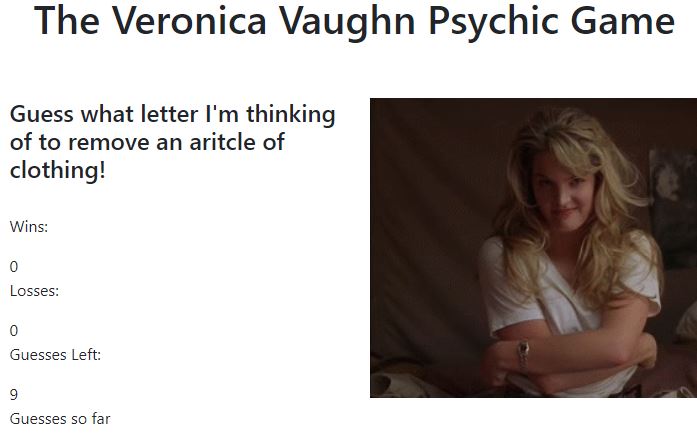 The Veronica Vaughn Psychic Game
Guess what letter I'm thinking
of to remove an aritcle of
clothing!
Wins:
0
Losses:
0
Guesses Left:
9
Guesses so far